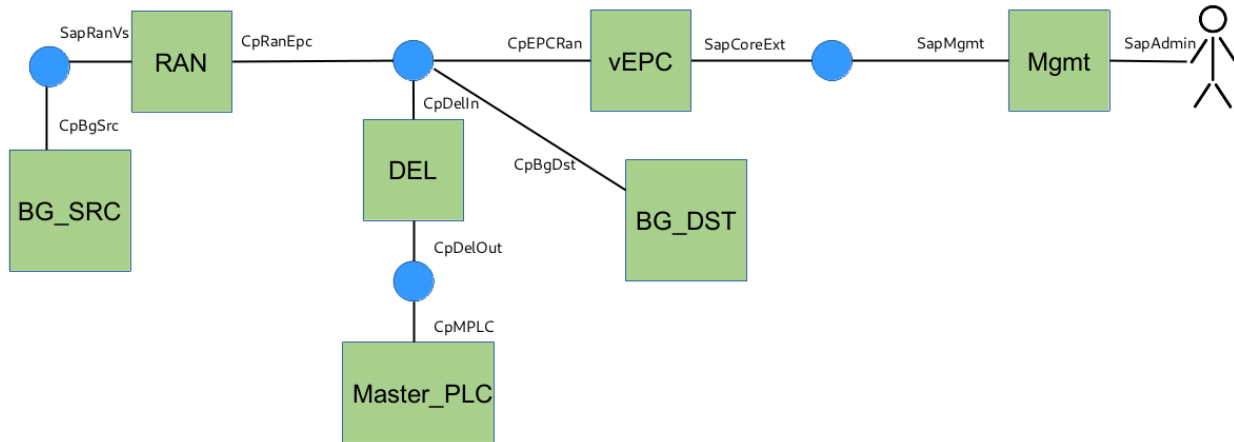 SapRanVs
CpRanEpc
CpEPCRan
SapCoreExt
SapMgmt
SapAdmin
RAN
vEPC
Mgmt
CpDelIn
CpBgSrc
CpBgDst
DEL
BG_SRC
BG_DST
CpDelOut
CpMPLC
Master_PLC